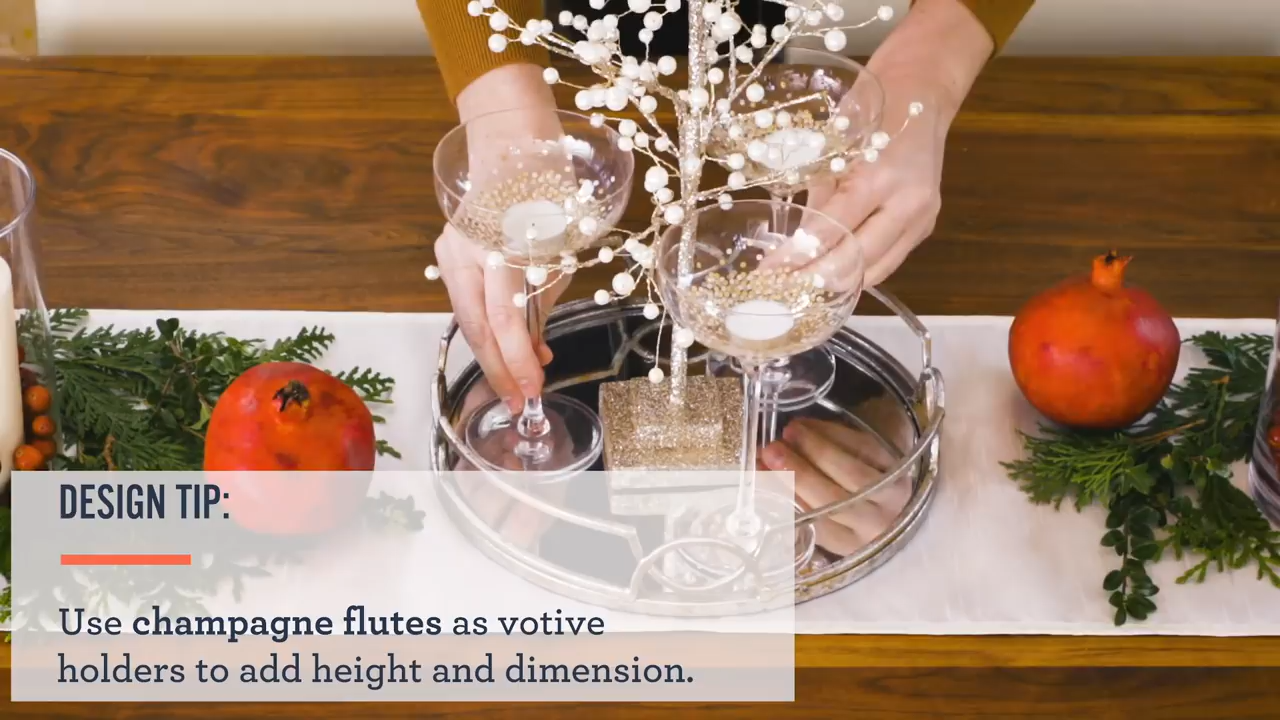 DESIGN TIP:
Use champagne flutes as votive
holders to add height and dimension.